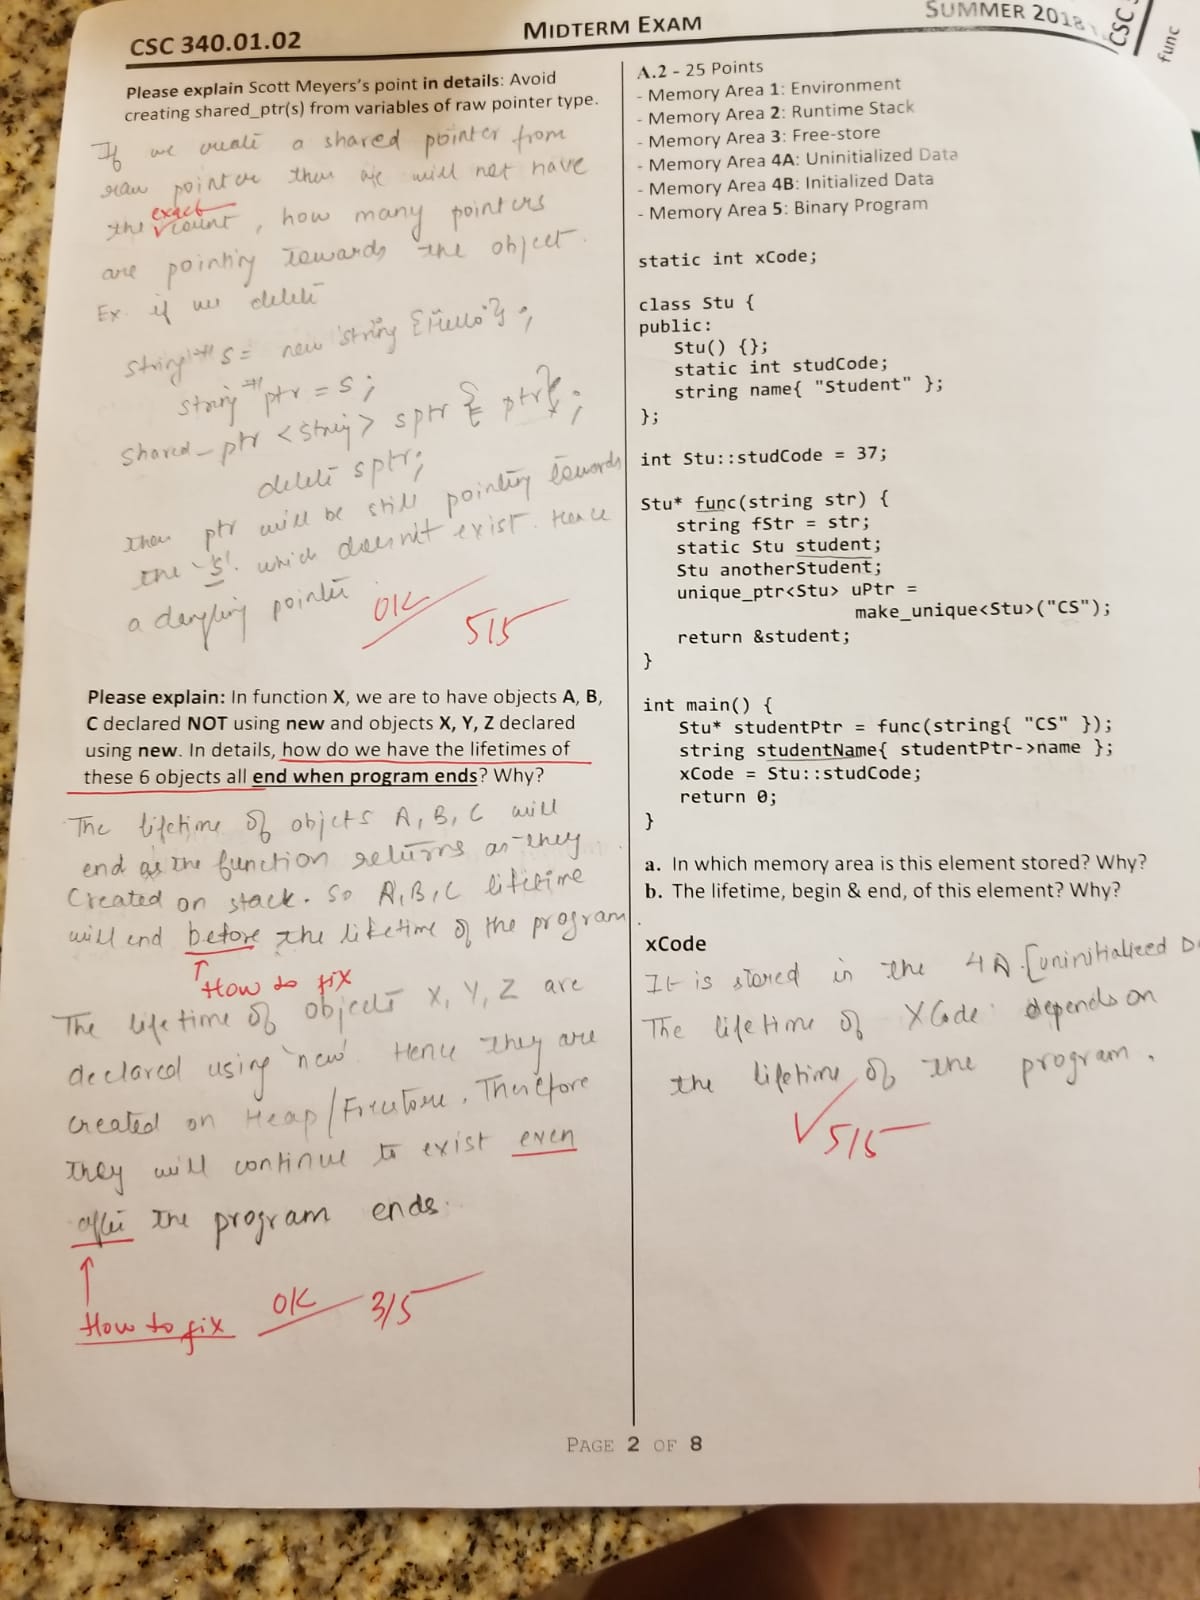 CSC 340.01.02
MIDTERM EXAM
SUMMER 2018
CSC
func
Please explain Scott Meyers's point in details: Avoid
creating shared_ptr(s) from variables of raw pointer type.
If we create a shared pointer from
raw pointer then we will not have
exact
the count, how many pointers
are pointing towards the object.
Ex. if we delete
string* s = new string {"Hello"};
string* ptr = s;
Shared_ptr <string> sptr { ptr};
delete sptr;
then ptr will be still pointing towards
the 's'. which doesn't exist. Hence
a dangling pointer
OK
5/5
Please explain: In function X, we are to have objects A, B,
C declared NOT using new and objects X, Y, Z declared
using new. In details, how do we have the lifetimes of
these 6 objects all end when program ends? Why?
The lifetime of objcts A, B, C will
end as the function returns as they
Created on stack. So A,B,C lifetime
will end before the lifetime of the program.
How to fix
The lifetime of objects X, Y, Z are
declared using 'new'. Hence they are
created on Heap/Freestore. Therefore
they will continue to exist even
after the program ends.
How to fix
OK
3/5
A.2 - 25 Points
- Memory Area 1: Environment
- Memory Area 2: Runtime Stack
- Memory Area 3: Free-store
- Memory Area 4A: Uninitialized Data
- Memory Area 4B: Initialized Data
- Memory Area 5: Binary Program
static int xCode;
class Stu {
public:
Stu() {};
static int studCode;
string name{ "Student" };
};
int Stu::studCode = 37;
Stu* func(string str) {
string fStr = str;
static Stu student;
Stu anotherStudent;
unique_ptr<Stu> uPtr =
make_unique<Stu>("CS");
return &student;
}
int main() {
Stu* studentPtr = func(string{ "CS" });
string studentName{ studentPtr->name };
xCode = Stu::studCode;
return 0;
}
a. In which memory area is this element stored? Why?
b. The lifetime, begin & end, of this element? Why?
xCode
It is stored in the 4A.[uninitialized D
The lifetime of XCode depends on
the lifetime of the program.
5/5
PAGE 2 OF 8